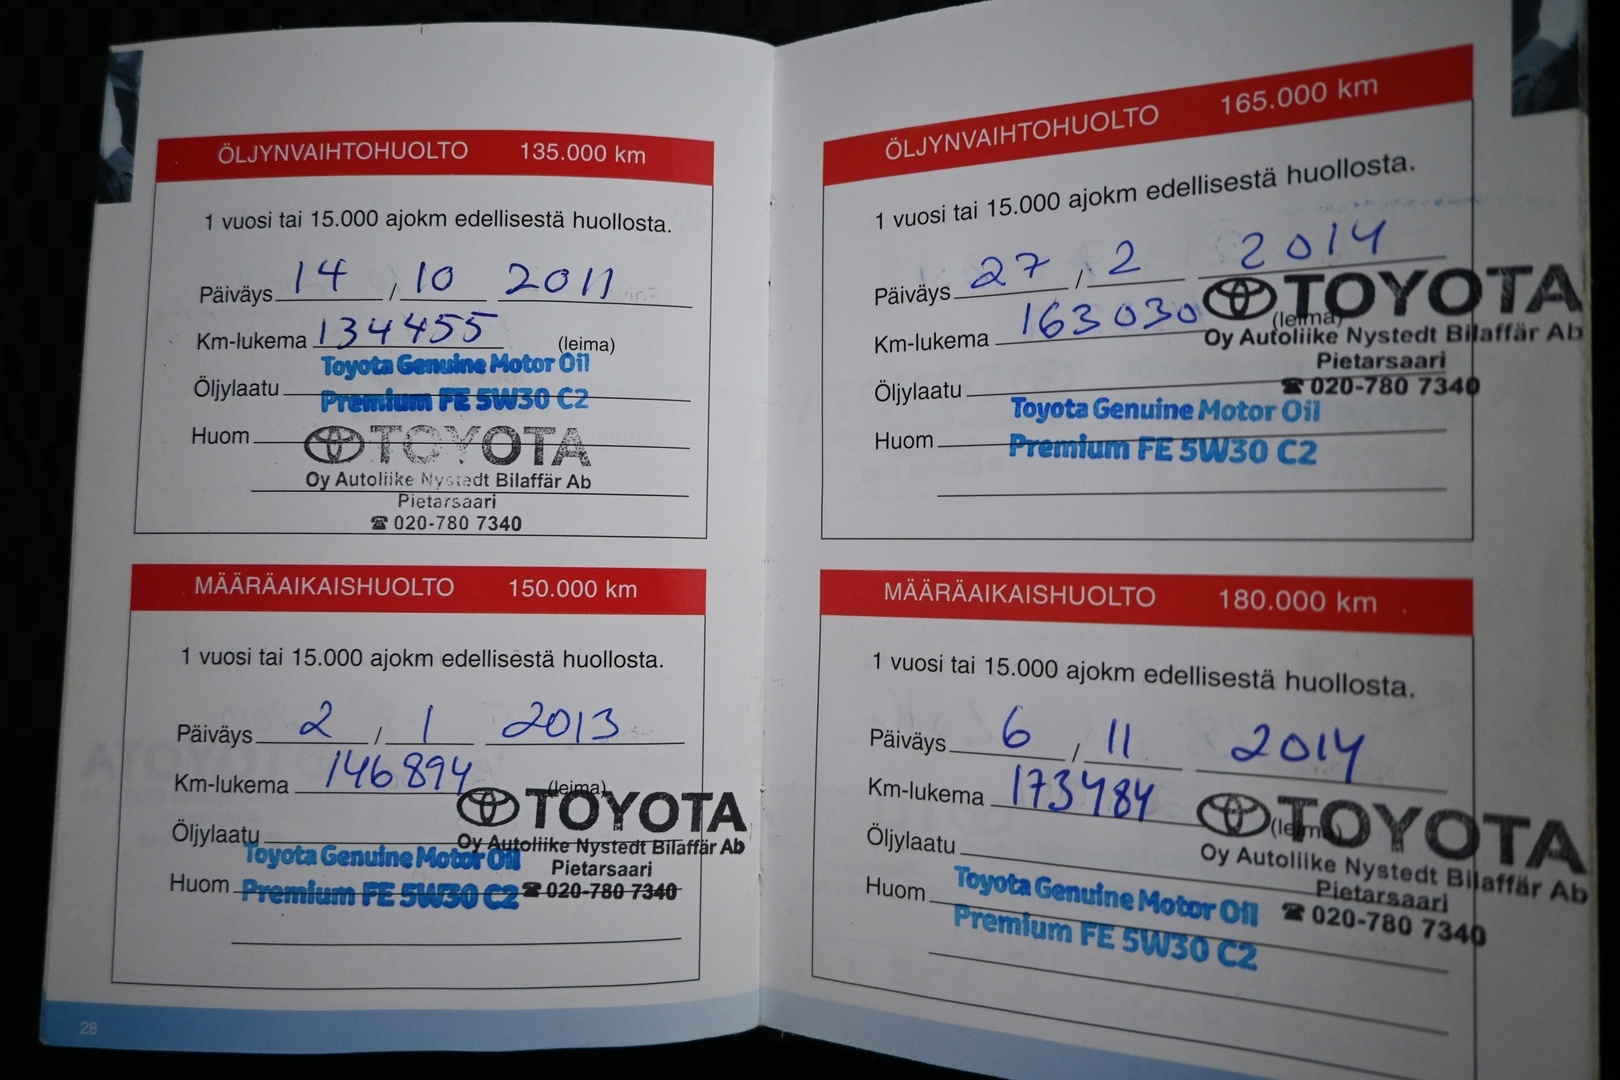 ÖLJYNVAIHTOHUOLTO 135.000 km
1 vuosi tai 15.000 ajokm edellisestä huollosta.
Päiväys 14 / 10 2011
Km-lukema 134455 (leima)
Toyota Genuine Motor Oil
Öljylaatu Premium FE 5W30 C2
Huom TOYOTA
Oy Autoliike Nystedt Bilaffär Ab
Pietarsaari
☎ 020-780 7340
MÄÄRÄAIKAISHUOLTO 150.000 km
1 vuosi tai 15.000 ajokm edellisestä huollosta.
Päiväys 2 / 1 2013
Km-lukema 146894 (leima)
TOYOTA
Öljylaatu Oy Autoliike Nystedt Bilaffär Ab
Toyota Genuine Motor Oil Pietarsaari
Huom Premium FE 5W30 C2 ☎ 020-780 7340
28
ÖLJYNVAIHTOHUOLTO 165.000 km
1 vuosi tai 15.000 ajokm edellisestä huollosta.
Päiväys 27 / 2 2014
TOYOTA
Km-lukema 163030 (leima)
Oy Autoliike Nystedt Bilaffär Ab
Pietarsaari
Öljylaatu ☎ 020-780 7340
Toyota Genuine Motor Oil
Huom Premium FE 5W30 C2
MÄÄRÄAIKAISHUOLTO 180.000 km
1 vuosi tai 15.000 ajokm edellisestä huollosta.
Päiväys 6 / 11 2014
Km-lukema 173484 (leima)
TOYOTA
Öljylaatu Oy Autoliike Nystedt Bilaffär Ab
Pietarsaari
Huom Toyota Genuine Motor Oil ☎ 020-780 7340
Premium FE 5W30 C2